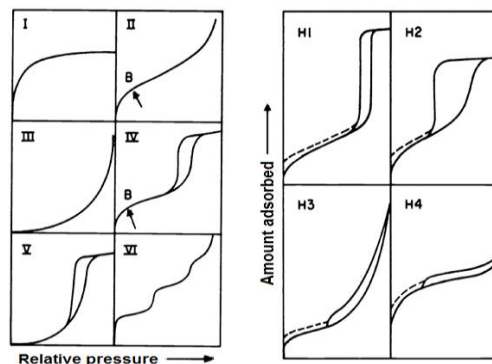 I
II
B
III
IV
B
V
VI
Relative pressure
Amount adsorbed
H1
H2
H3
H4